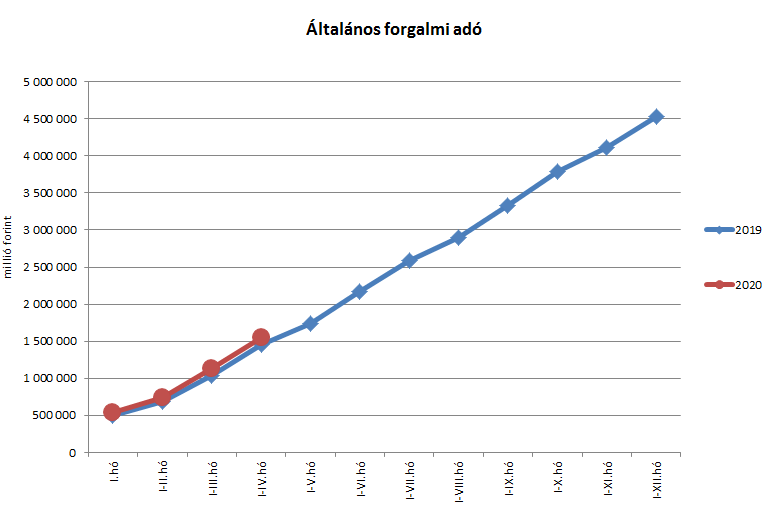 Általános forgalmi adó
5 000 000
4 500 000
4 000 000
3 500 000
3 000 000
2 500 000
2 000 000
1 500 000
1 000 000
500 000
0
millió forint
I.hó
I-II.hó
I-III.hó
I-IV.hó
I-V.hó
I-VI.hó
I-VII.hó
I-VIII.hó
I-IX.hó
I-X.hó
I-XI.hó
I-XII.hó
2019
2020